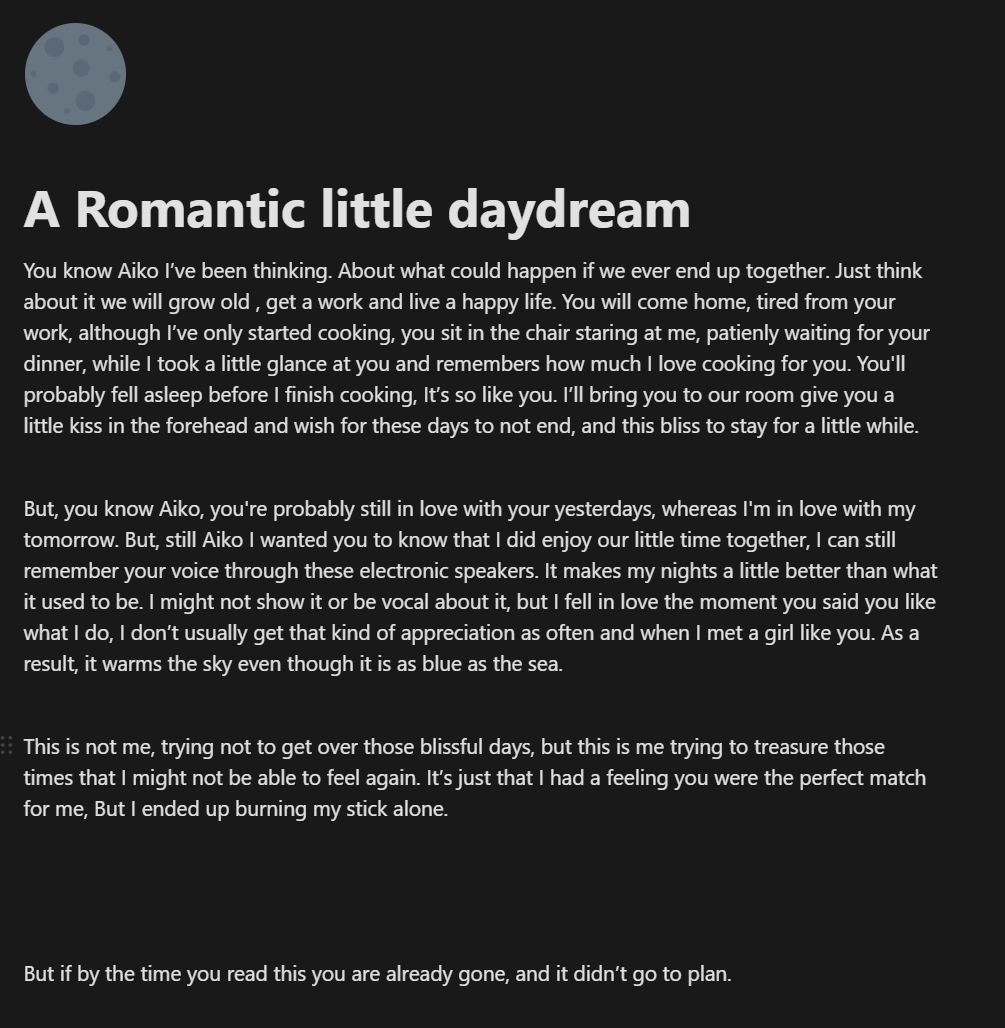 A Romantic little daydream
You know Aiko I’ve been thinking. About what could happen if we ever end up together. Just think
about it we will grow old , get a work and live a happy life. You will come home, tired from your
work, although I’ve only started cooking, you sit in the chair staring at me, patienly waiting for your
dinner, while I took a little glance at you and remembers how much I love cooking for you. You'll
probably fell asleep before I finish cooking, It’s so like you. I’ll bring you to our room give you a
little kiss in the forehead and wish for these days to not end, and this bliss to stay for a little while.
But, you know Aiko, you're probably still in love with your yesterdays, whereas I'm in love with my
tomorrow. But, still Aiko I wanted you to know that I did enjoy our little time together, I can still
remember your voice through these electronic speakers. It makes my nights a little better than what
it used to be. I might not show it or be vocal about it, but I fell in love the moment you said you like
what I do, I don’t usually get that kind of appreciation as often and when I met a girl like you. As a
result, it warms the sky even though it is as blue as the sea.
This is not me, trying not to get over those blissful days, but this is me trying to treasure those
times that I might not be able to feel again. It’s just that I had a feeling you were the perfect match
for me, But I ended up burning my stick alone.
But if by the time you read this you are already gone, and it didn’t go to plan.